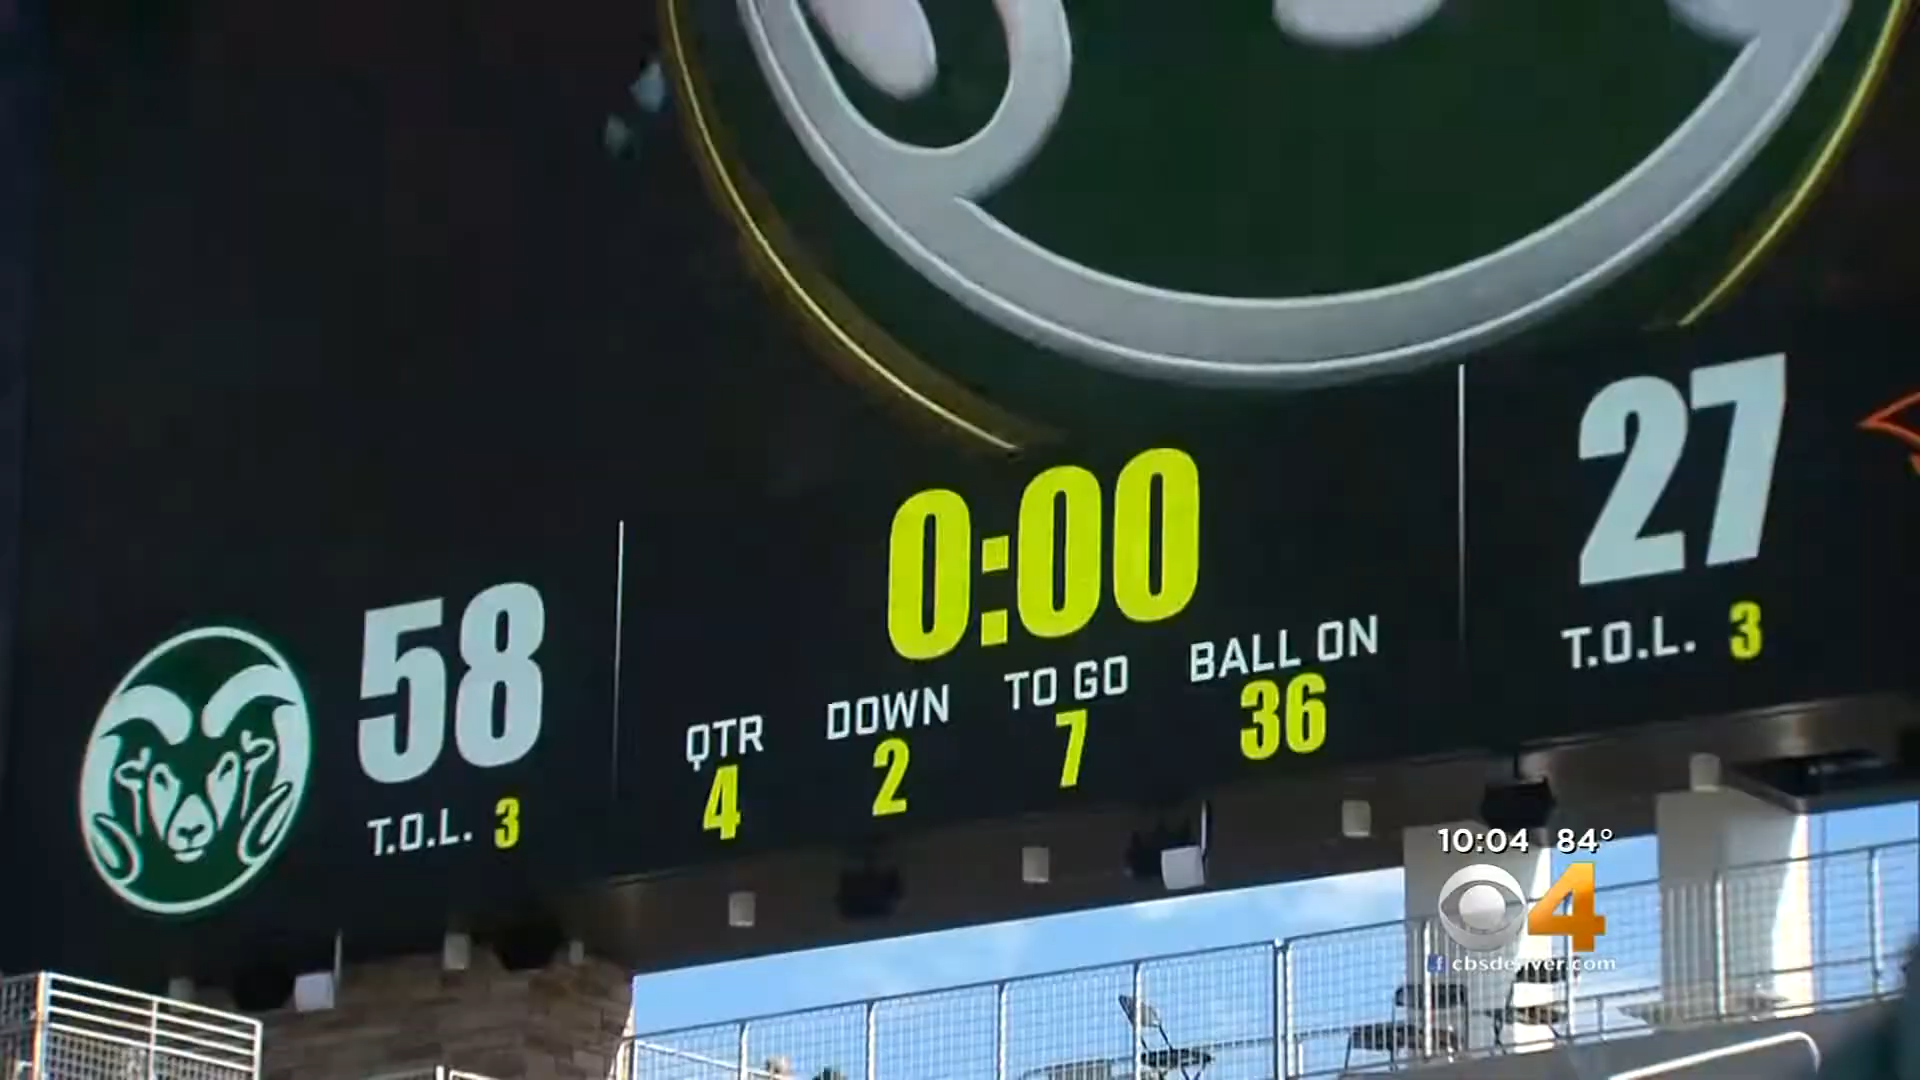 58
T.O.L. 3
0:00
QTR DOWN TO GO BALL ON
4 2 7 36
27
T.O.L. 3
10:04 84°
4
cbsdenver.com